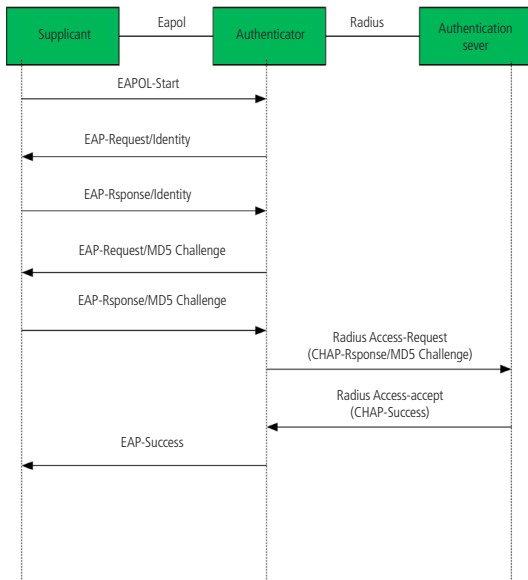 Supplicant
Eapol
Authenticator
Radius
Authentication
sever
EAPOL-Start
EAP-Request/Identity
EAP-Rsponse/Identity
EAP-Request/MD5 Challenge
EAP-Rsponse/MD5 Challenge
Radius Access-Request
(CHAP-Rsponse/MD5 Challenge)
Radius Access-accept
(CHAP-Success)
EAP-Success